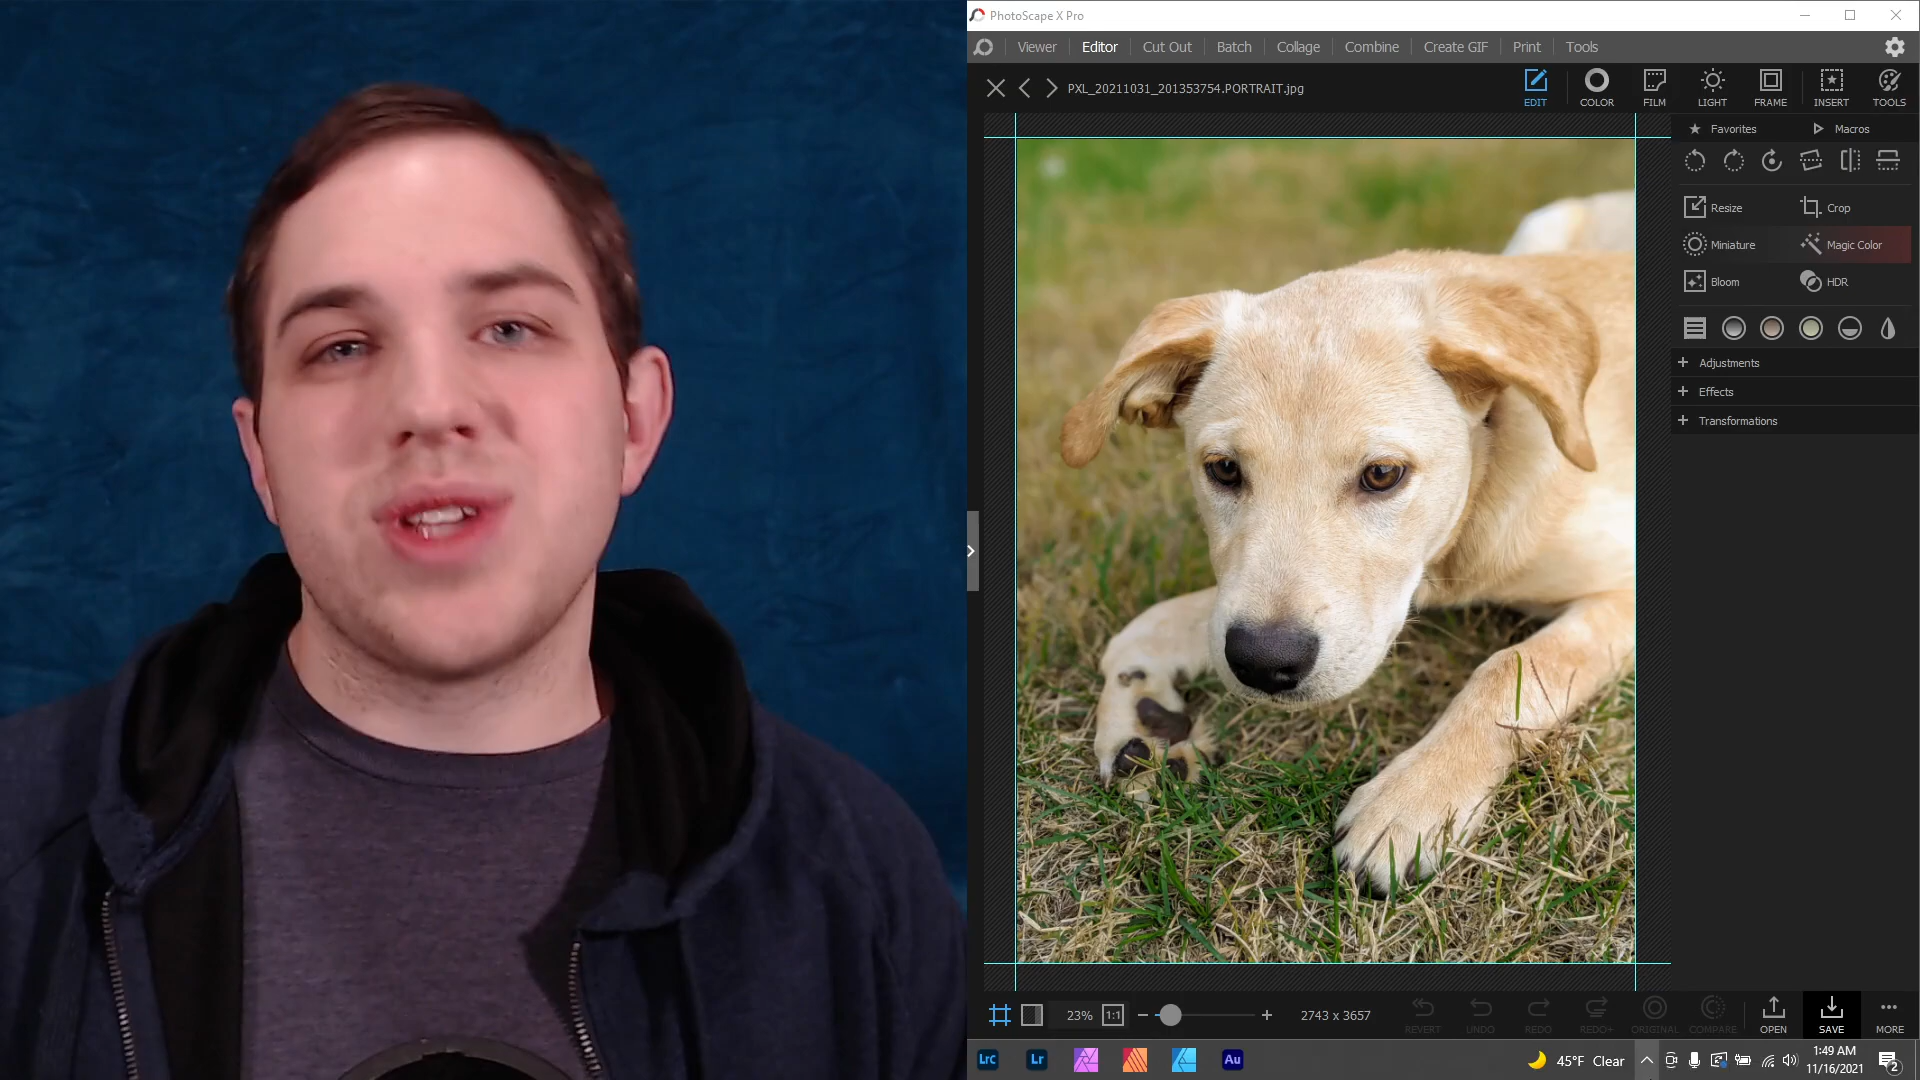 PhotoScape X Pro
Viewer Editor Cut Out Batch Collage Combine Create GIF Print Tools
PXL_20211031_201353754.PORTRAIT.jpg
EDIT COLOR FILM LIGHT FRAME INSERT TOOLS
Favorites Macros
Resize Crop
Miniature Magic Color
Bloom HDR
Adjustments
Effects
Transformations
23% 1:1 2743 x 3657
REVERT UNDO REDO REDO+ ORIGINAL COMPARE OPEN SAVE MORE
LrC Lr Au 45°F Clear 1:49 AM
11/16/2021 2